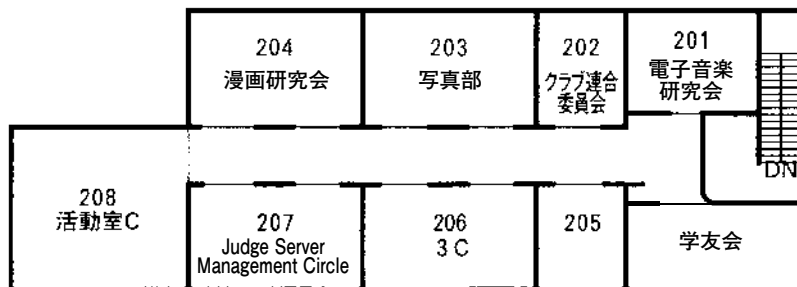 204
漫画研究会
203
写真部
202
クラブ連合
委員会
201
電子音楽
研究会
DN
208
活動室C
207
Judge Server
Management Circle
206
3C
205
学友会